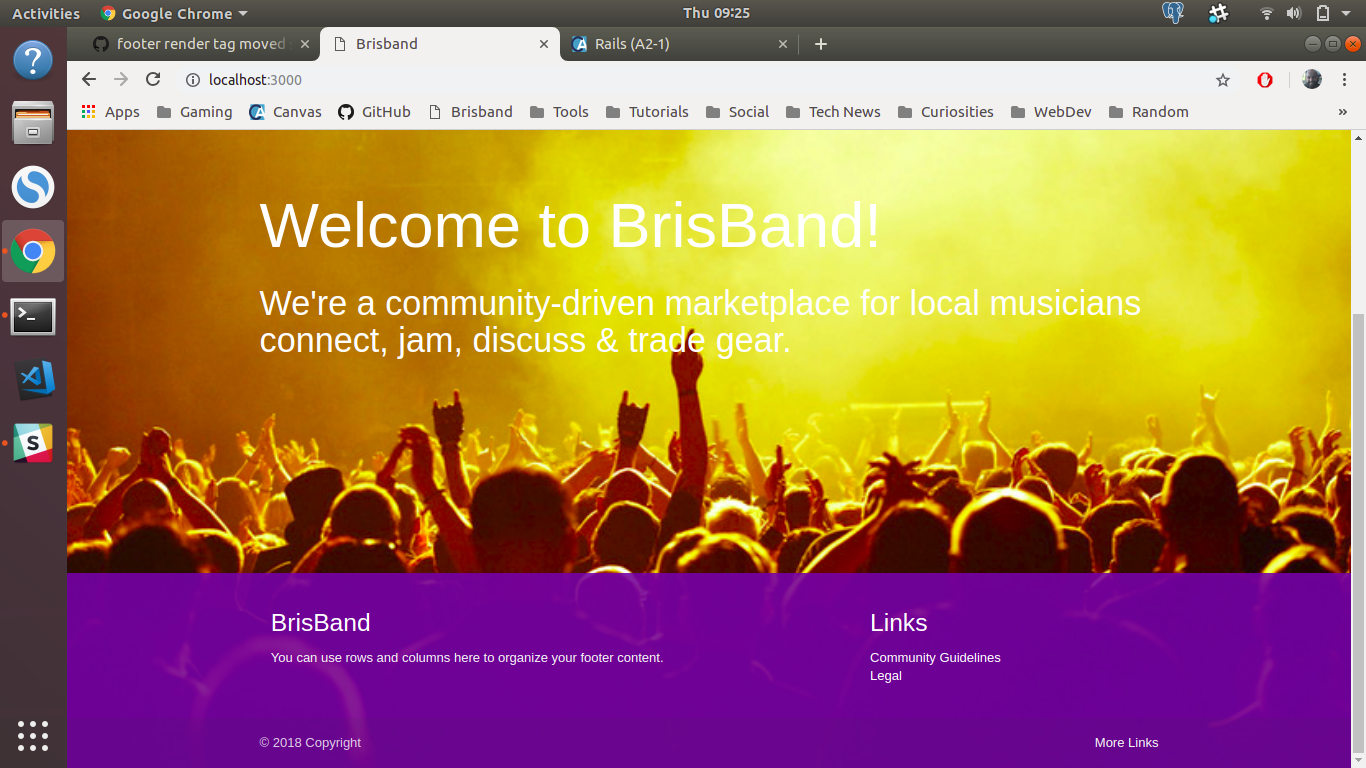 Activities Google Chrome Thu 09:25
footer render tag moved Brisband Rails (A2-1)
localhost:3000
Apps Gaming Canvas GitHub Brisband Tools Tutorials Social Tech News Curiosities WebDev Random »
Welcome to BrisBand!
We're a community-driven marketplace for local musicians
connect, jam, discuss & trade gear.
BrisBand Links
You can use rows and columns here to organize your footer content. Community Guidelines
Legal
© 2018 Copyright More Links